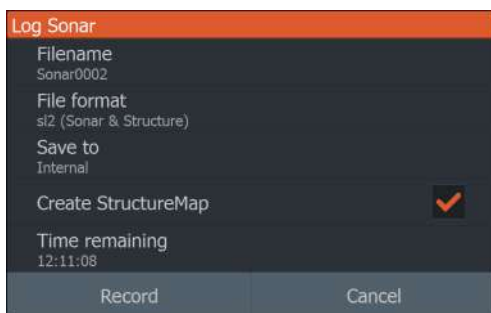 Log Sonar
Filename
Sonar0002
File format
sl2 (Sonar & Structure)
Save to
Internal
Create StructureMap
Time remaining
12:11:08
Record Cancel